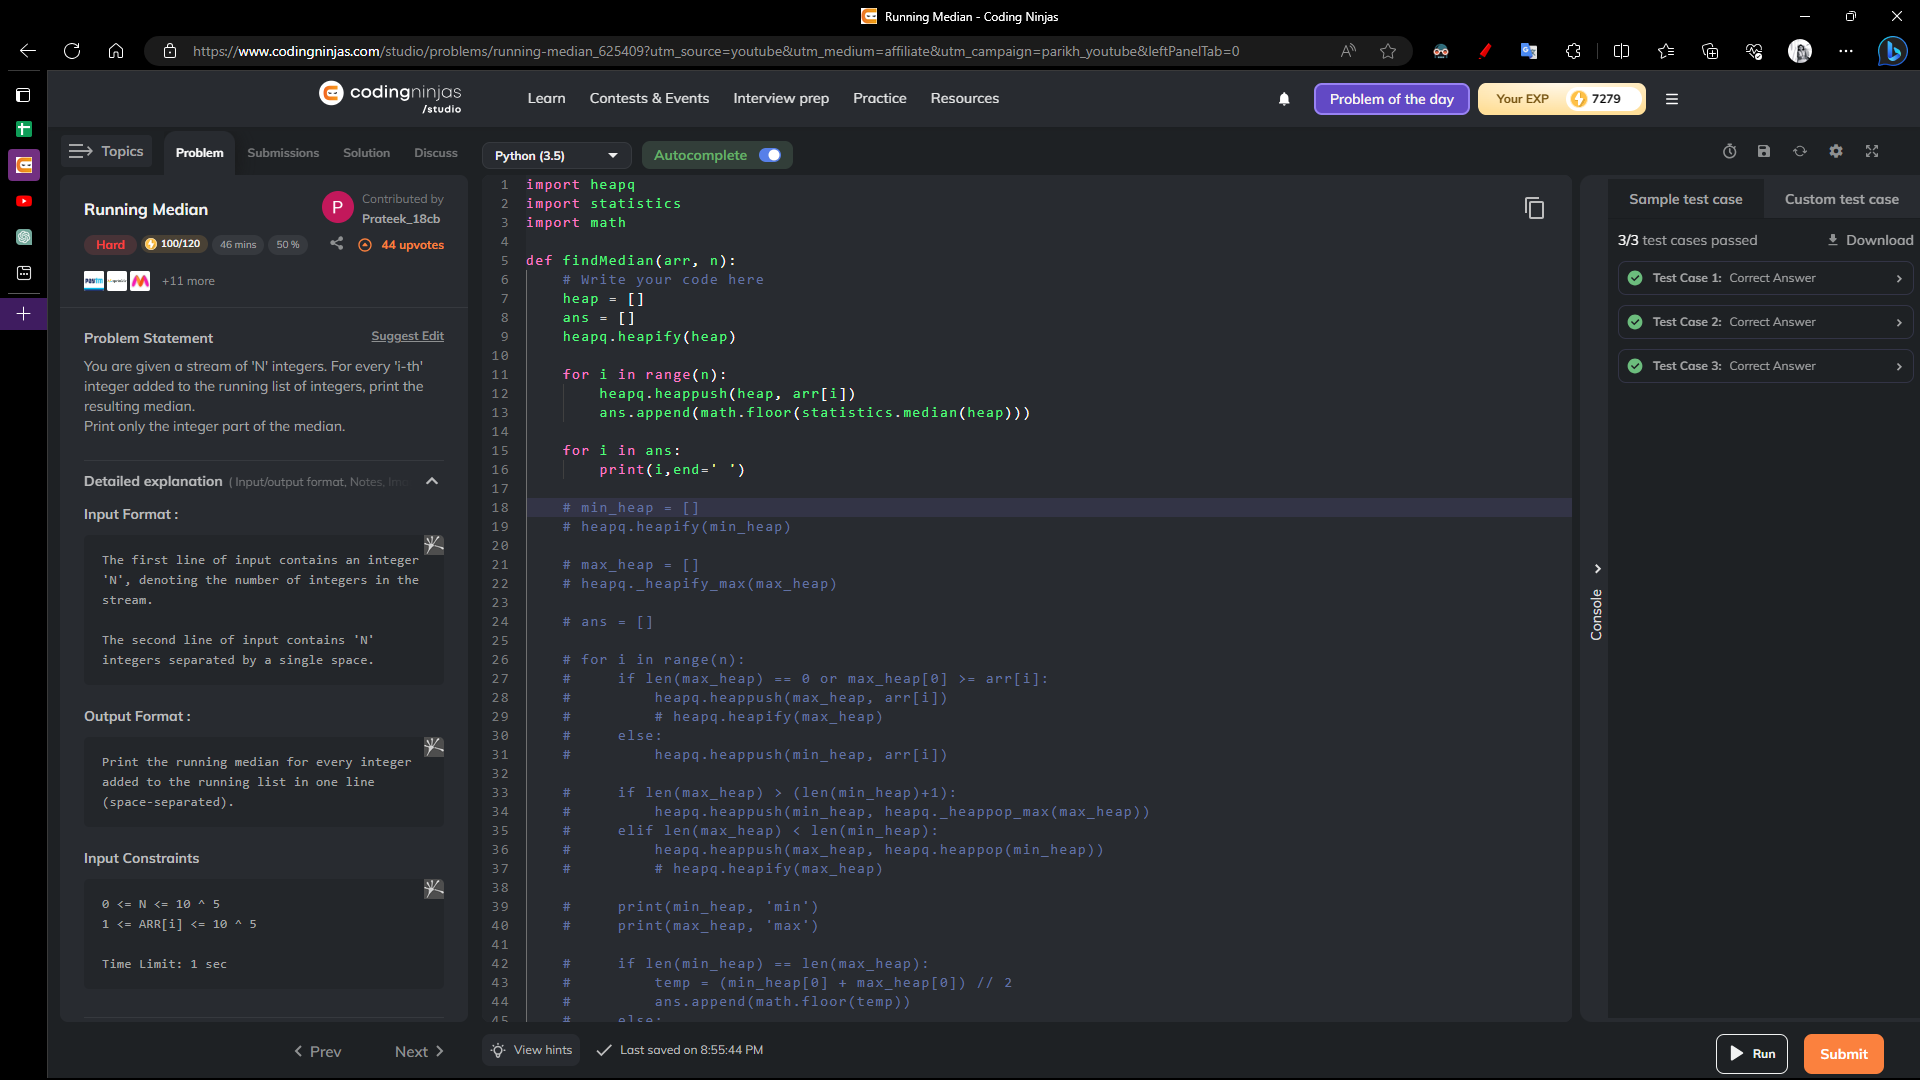 Running Median - Coding Ninjas
https://www.codingninjas.com/studio/problems/running-median_625409?utm_source=youtube&utm_medium=affiliate&utm_campaign=parikh_youtube&leftPanelTab=0
codingninjas
/studio
Learn
Contests & Events
Interview prep
Practice
Resources
Problem of the day
Your EXP
7279
Topics
Problem
Submissions
Solution
Discuss
Running Median
P
Contributed by
Prateek_18cb
Hard
100/120
46 mins
50 %
44 upvotes
paytm
+11 more
Problem Statement
Suggest Edit
You are given a stream of 'N' integers. For every 'i-th'
integer added to the running list of integers, print the
resulting median.
Print only the integer part of the median.
Detailed explanation
( Input/output format, Notes,
Input Format :
The first line of input contains an integer
'N', denoting the number of integers in the
stream.
The second line of input contains 'N'
integers separated by a single space.
Output Format :
Print the running median for every integer
added to the running list in one line
(space-separated).
Input Constraints
0 <= N <= 10 ^ 5
1 <= ARR[i] <= 10 ^ 5
Time Limit: 1 sec
Prev
Next
Python (3.5)
Autocomplete
1 import heapq
2 import statistics
3 import math
4
5 def findMedian(arr, n):
6     # Write your code here
7     heap = []
8     ans = []
9     heapq.heapify(heap)
10
11     for i in range(n):
12         heapq.heappush(heap, arr[i])
13         ans.append(math.floor(statistics.median(heap)))
14
15     for i in ans:
16         print(i,end=' ')
17
18     # min_heap = []
19     # heapq.heapify(min_heap)
20
21     # max_heap = []
22     # heapq._heapify_max(max_heap)
23
24     # ans = []
25
26     # for i in range(n):
27     #     if len(max_heap) == 0 or max_heap[0] >= arr[i]:
28     #         heapq.heappush(max_heap, arr[i])
29     #         # heapq.heapify(max_heap)
30     #     else:
31     #         heapq.heappush(min_heap, arr[i])
32
33     #     if len(max_heap) > (len(min_heap)+1):
34     #         heapq.heappush(min_heap, heapq._heappop_max(max_heap))
35     #     elif len(max_heap) < len(min_heap):
36     #         heapq.heappush(max_heap, heapq.heappop(min_heap))
37     #         # heapq.heapify(max_heap)
38
39     #     print(min_heap, 'min')
40     #     print(max_heap, 'max')
41
42     #     if len(min_heap) == len(max_heap):
43     #         temp = (min_heap[0] + max_heap[0]) // 2
44     #         ans.append(math.floor(temp))
45     #     else:
View hints
Last saved on 8:55:44 PM
Console
Sample test case
Custom test case
3/3 test cases passed
Download
Test Case 1: Correct Answer
Test Case 2: Correct Answer
Test Case 3: Correct Answer
Run
Submit